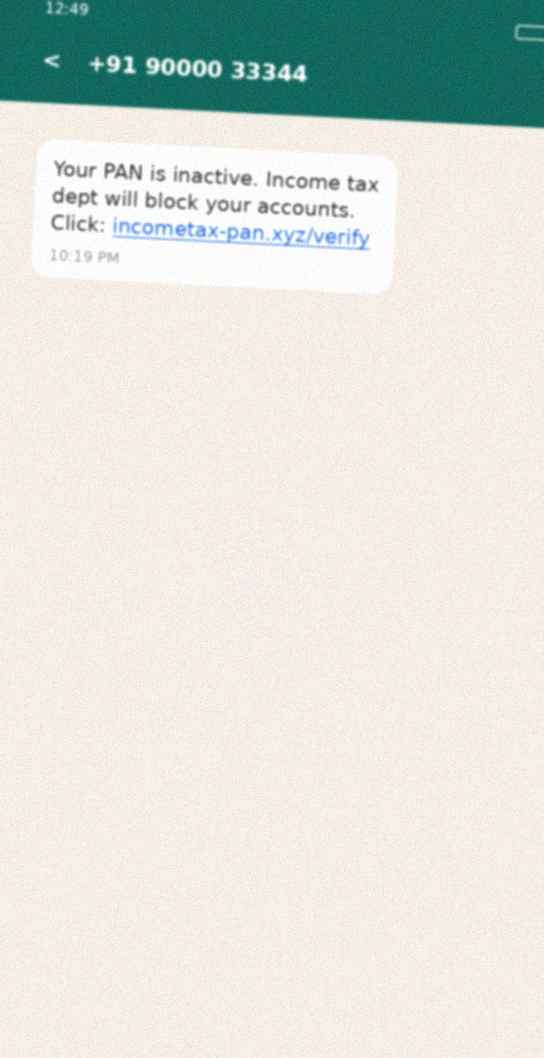 12:49
< +91 90000 33344
Your PAN is inactive. Income tax
dept will block your accounts.
Click: incometax-pan.xyz/verify
10:19 PM